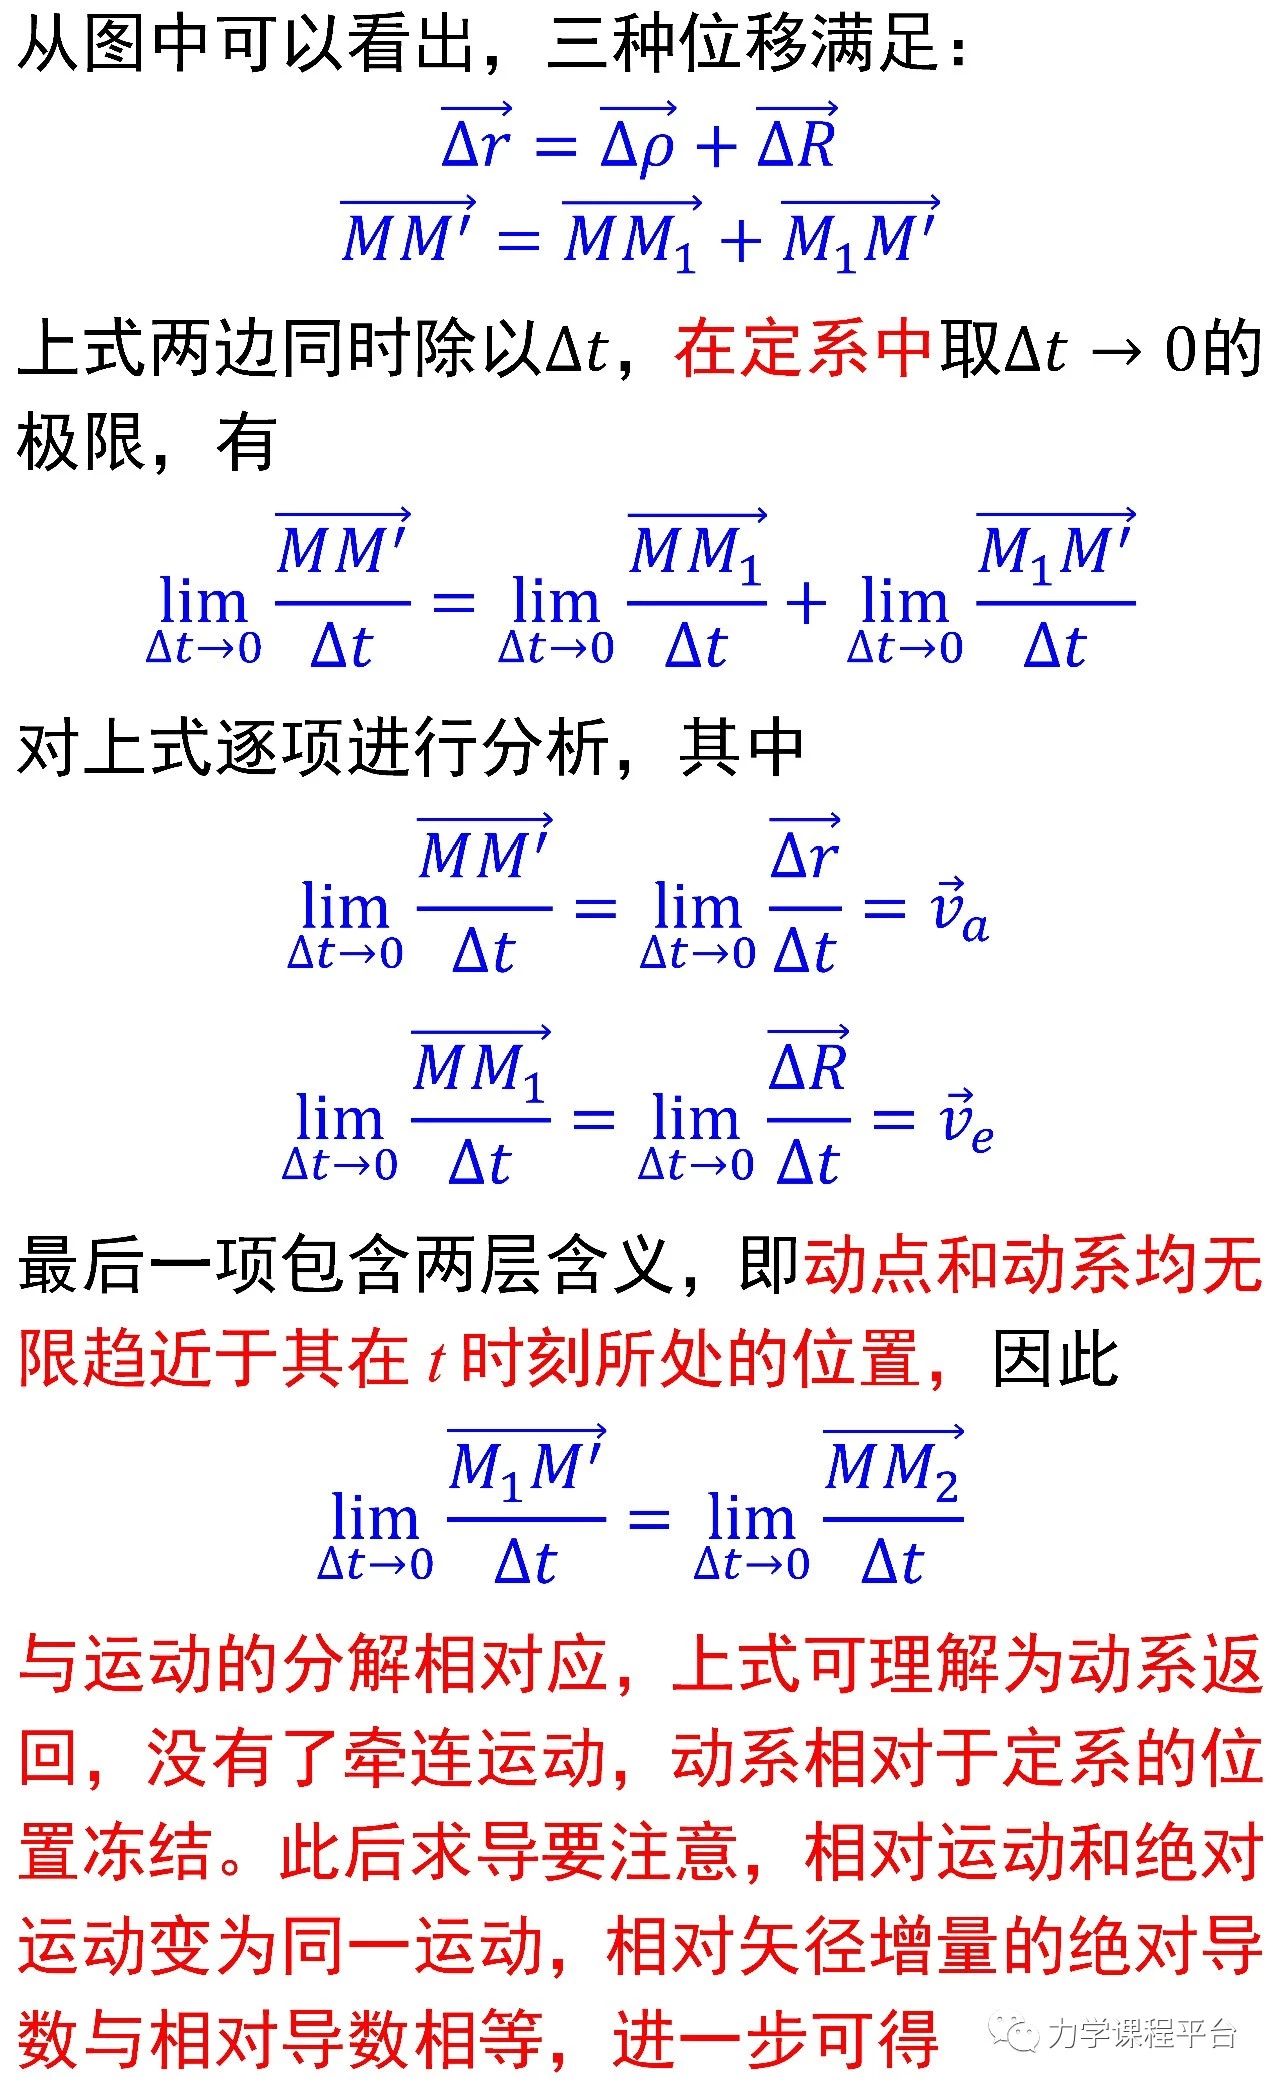 从图中可以看出，三种位移满足：
$\overrightarrow{\Delta r} = \overrightarrow{\Delta \rho} + \overrightarrow{\Delta R}$
$\overrightarrow{MM'} = \overrightarrow{MM_1} + \overrightarrow{M_1M'}$
上式两边同时除以Δt，在定系中取Δt → 0的
极限，有
$\lim_{\Delta t \to 0} \frac{\overrightarrow{MM'}}{\Delta t} = \lim_{\Delta t \to 0} \frac{\overrightarrow{MM_1}}{\Delta t} + \lim_{\Delta t \to 0} \frac{\overrightarrow{M_1M'}}{\Delta t}$
对上式逐项进行分析，其中
$\lim_{\Delta t \to 0} \frac{\overrightarrow{MM'}}{\Delta t} = \lim_{\Delta t \to 0} \frac{\overrightarrow{\Delta r}}{\Delta t} = \vec{v}_a$
$\lim_{\Delta t \to 0} \frac{\overrightarrow{MM_1}}{\Delta t} = \lim_{\Delta t \to 0} \frac{\overrightarrow{\Delta R}}{\Delta t} = \vec{v}_e$
最后一项包含两层含义，即动点和动系均无
限趋近于其在 t 时刻所处的位置，因此
$\lim_{\Delta t \to 0} \frac{\overrightarrow{M_1M'}}{\Delta t} = \lim_{\Delta t \to 0} \frac{\overrightarrow{MM_2}}{\Delta t}$
与运动的分解相对应，上式可理解为动系返
回，没有了牵连运动，动系相对于定系的位
置冻结。此后求导要注意，相对运动和绝对
运动变为同一运动，相对矢径增量的绝对导
数与相对导数相等，进一步可得
力学课程平台